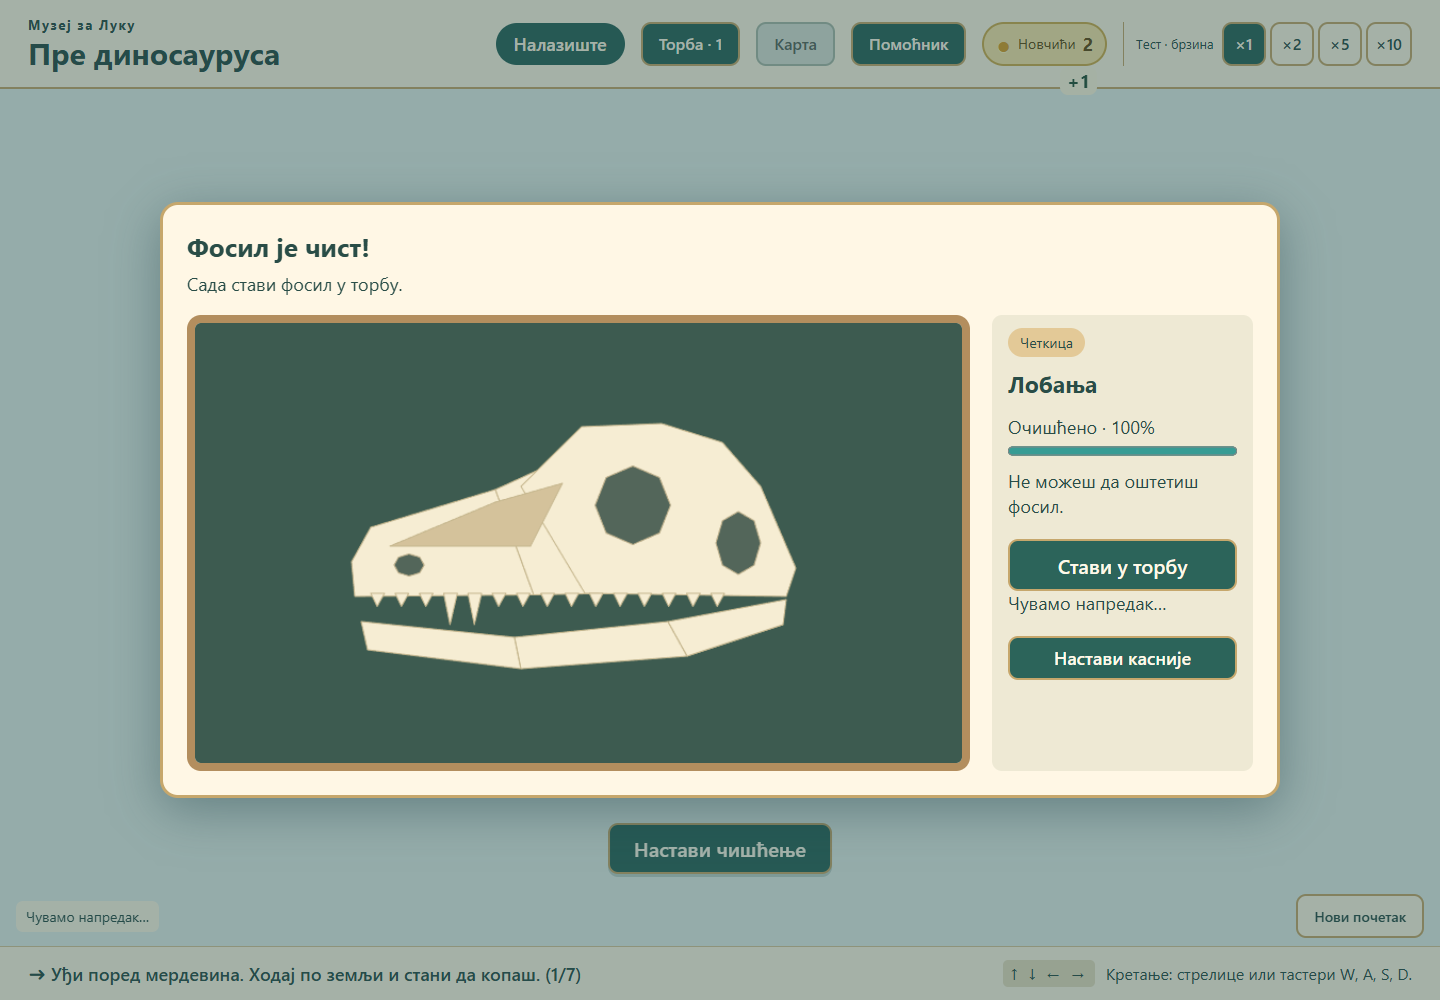 Музеј за Луку
Пре диносауруса
Налазиште
Торба · 1
Карта
Помоћник
Новчићи 2
Тест · брзина
×1
×2
×5
×10
+1
Фосил је чист!
Сада стави фосил у торбу.
Четкица
Лобања
Очишћено · 100%
Не можеш да оштетиш
фосил.
Стави у торбу
Чувамо напредак...
Настави касније
Настави чишћење
Чувамо напредак...
Нови почетак
→ Уђи поред мердевина. Ходај по земљи и стани да копаш. (1/7)
↑ ↓ ← → Кретање: стрелице или тастери W, A, S, D.